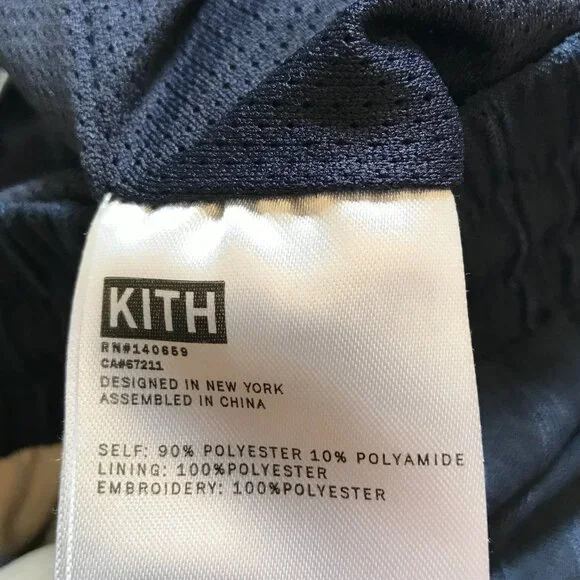 KITH
RN#140659
CA#57211
DESIGNED IN NEW YORK
ASSEMBLED IN CHINA
SELF: 90% POLYESTER 10% POLYAMIDE
LINING: 100%POLYESTER
EMBROIDERY: 100%POLYESTER